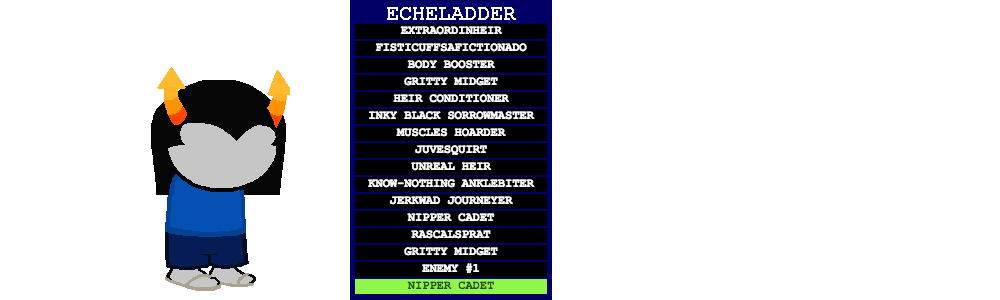 ECHELADDER
EXTRAORDINHEIR
FISTICUFFSAFICTIONADO
BODY BOOSTER
GRITTY MIDGET
HEIR CONDITIONER
INKY BLACK SORROWMASTER
MUSCLES HOARDER
JUVESQUIRT
UNREAL HEIR
KNOW-NOTHING ANKLEBITER
JERKWAD JOURNEYER
NIPPER CADET
RASCALSPRAT
GRITTY MIDGET
ENEMY #1
NIPPER CADET